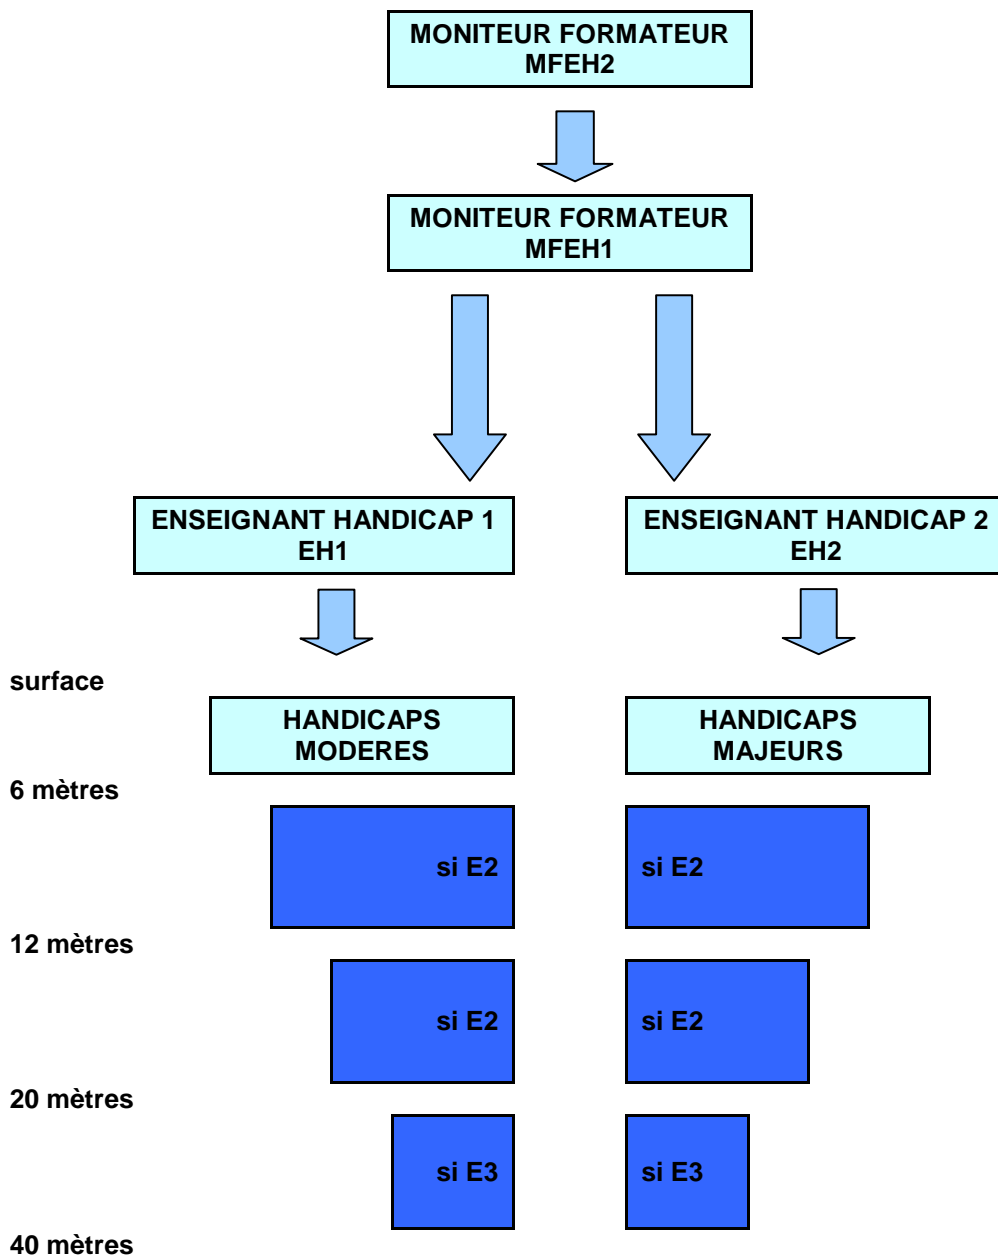 MONITEUR FORMATEUR
MFEH2
MONITEUR FORMATEUR
MFEH1
ENSEIGNANT HANDICAP 1
EH1
ENSEIGNANT HANDICAP 2
EH2
surface
HANDICAPS
MODERES
HANDICAPS
MAJEURS
6 mètres
si E2
si E2
12 mètres
si E2
si E2
20 mètres
si E3
si E3
40 mètres